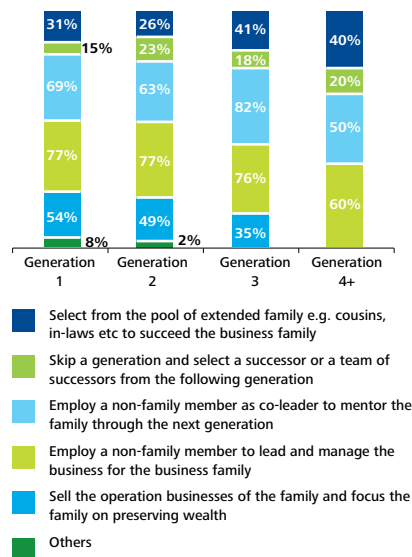 31% 26% 41% 40%
15% 23% 18% 20%
69% 63% 82% 50%
77% 77% 76% 60%
54% 49% 35%
8% 2%
Generation Generation Generation Generation
1 2 3 4+
Select from the pool of extended family e.g. cousins,
in-laws etc to succeed the business family
Skip a generation and select a successor or a team of
successors from the following generation
Employ a non-family member as co-leader to mentor the
family through the next generation
Employ a non-family member to lead and manage the
business for the business family
Sell the operation businesses of the family and focus the
family on preserving wealth
Others